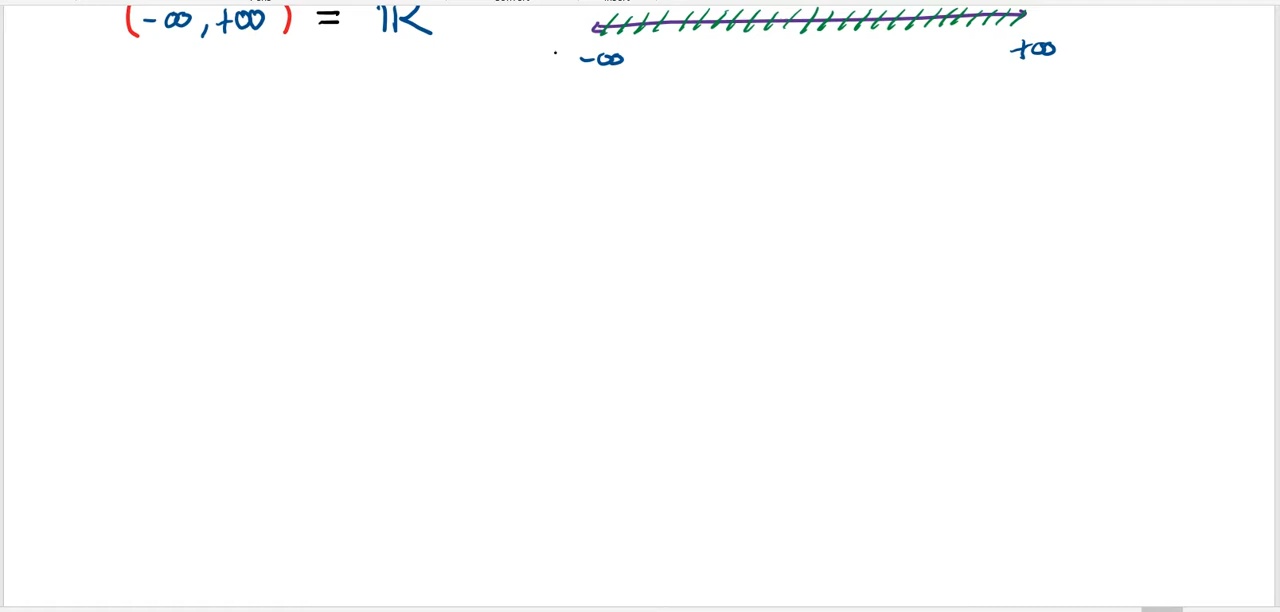 (-∞, +∞) = ℝ
-∞ +∞